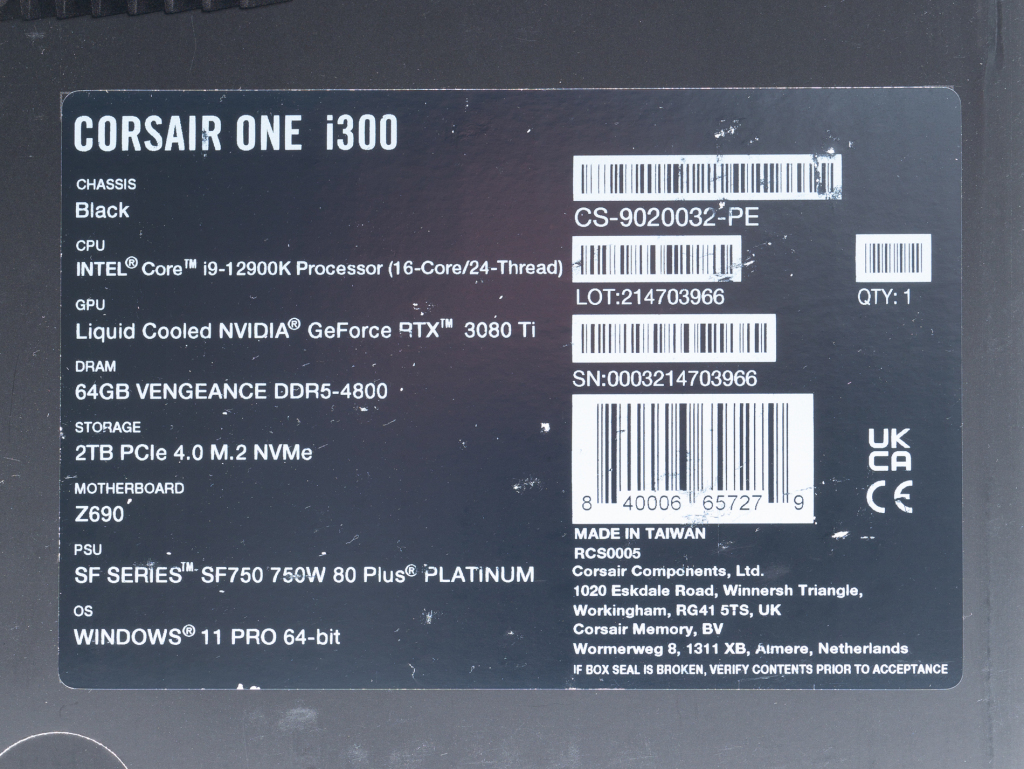 CORSAIR ONE i300
CHASSIS
Black
CPU
INTEL® Core™ i9-12900K Processor (16-Core/24-Thread)
GPU
Liquid Cooled NVIDIA® GeForce RTX™ 3080 Ti
DRAM
64GB VENGEANCE DDR5-4800
STORAGE
2TB PCIe 4.0 M.2 NVMe
MOTHERBOARD
Z690
PSU
SF SERIES™ SF750 750W 80 Plus® PLATINUM
OS
WINDOWS® 11 PRO 64-bit
CS-9020032-PE
LOT:214703966
QTY: 1
SN:0003214703966
8 40006 65727 9
UK
CA
CE
MADE IN TAIWAN
RCS0005
Corsair Components, Ltd.
1020 Eskdale Road, Winnersh Triangle,
Workingham, RG41 5TS, UK
Corsair Memory, BV
Wormerweg 8, 1311 XB, Almere, Netherlands
IF BOX SEAL IS BROKEN, VERIFY CONTENTS PRIOR TO ACCEPTANCE